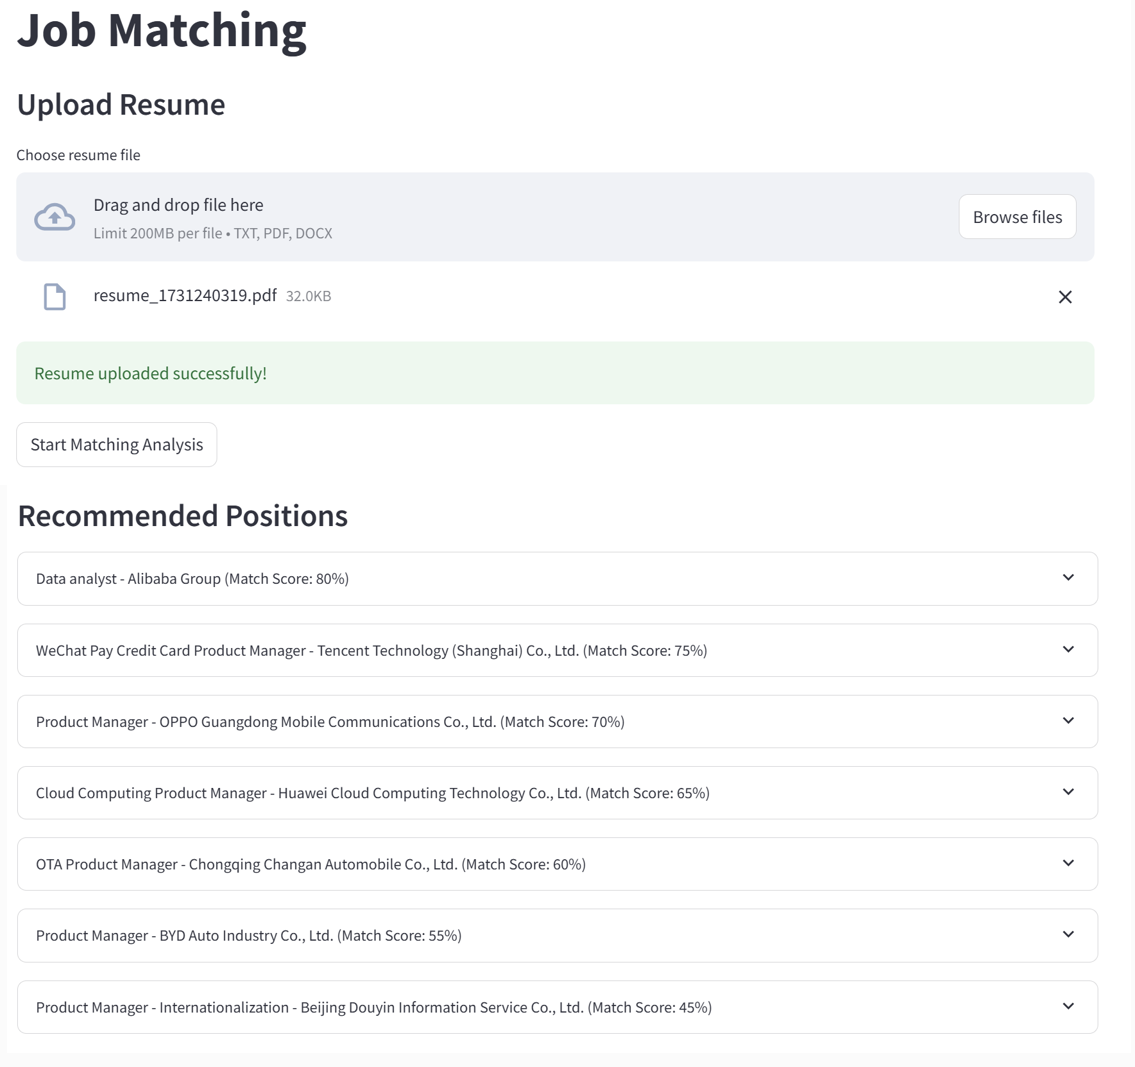 Job Matching
Upload Resume
Choose resume file
Drag and drop file here
Limit 200MB per file • TXT, PDF, DOCX
Browse files
resume_1731240319.pdf 32.0KB
Resume uploaded successfully!
Start Matching Analysis
Recommended Positions
Data analyst - Alibaba Group (Match Score: 80%)
WeChat Pay Credit Card Product Manager - Tencent Technology (Shanghai) Co., Ltd. (Match Score: 75%)
Product Manager - OPPO Guangdong Mobile Communications Co., Ltd. (Match Score: 70%)
Cloud Computing Product Manager - Huawei Cloud Computing Technology Co., Ltd. (Match Score: 65%)
OTA Product Manager - Chongqing Changan Automobile Co., Ltd. (Match Score: 60%)
Product Manager - BYD Auto Industry Co., Ltd. (Match Score: 55%)
Product Manager - Internationalization - Beijing Douyin Information Service Co., Ltd. (Match Score: 45%)